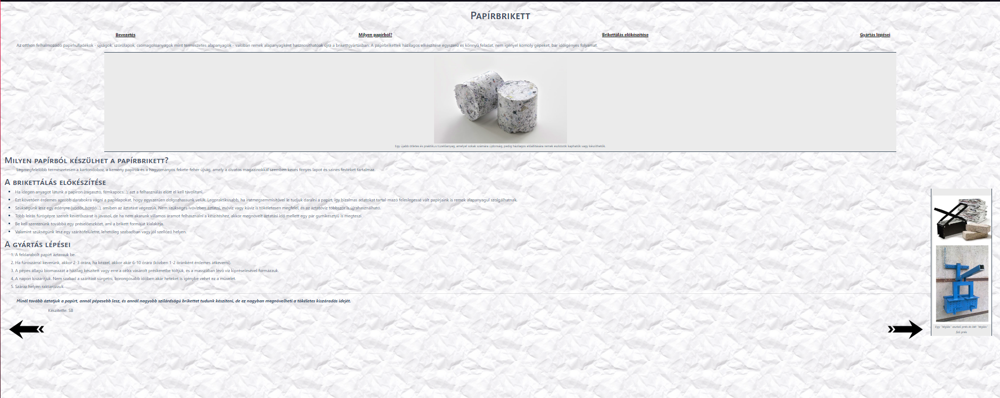 Papírbrikett
Bevezetés
Milyen papírból?
Brikettálás előkészítése
Gyártás lépései
Az otthon felhalmozódó papírhulladékok - újságok, szórólapok, csomagolóanyagok mint természetes alapanyagok - valóban remek alapanyagként hasznosíthatóak újra a brikettgyártásban. A papírbrikettek házilagos elkészítése egyszerű és könnyű feladat, nem igényel komoly gépeket, bár időigényes folyamat.
Egy újabb ötletes és praktikus tüzelőanyag, amelyet sokak számára újdonság, pedig házilagos előállítására remek eszközök kaphatók vagy készíthetők.
Milyen papírból készülhet a papírbrikett?
Legmegfelelőbb természetesen a kartondoboz, a kemény papírok és a hagyományos fekete-fehér újság, amely a divatos magazinokkal szemben kevés fényes lapot és színes festéket tartalmaz.
A brikettálás előkészítése
Ha idegen anyagot látunk a papíron (ragasztó, fémkapocs...), azt a felhasználás előtt el kell távolítani.
Ezt követően érdemes apróbb darabokra vágni a papírlapokat, hogy egyszerűen dolgozhassunk velük. Legpraktikusabb, ha iratmegsemmisítővel le tudjuk darálni a papírt, így bizalmas adatokat tartal-mazó feleslegessé vált papírjaink is remek alapanyagul szolgálhatnak.
Szükségünk lesz egy edényre (vödör, hordó...), amiben az áztatást végezzük. Nem szükséges ivóvízben áztatni, esővíz vagy kútvíz is tökéletesen megfelel, és az áztatóvíz többször is újrahasználható.
Több leírás fúrógépre szerelt keverőszárat is javasol, de ha nem akarunk villamos áramot felhasználni a készítéshez, akkor megnövelt áztatási idő mellett egy pár gumikesztyű is megteszi.
Be kell szereznünk továbbá egy préselőeszközt, ami a brikett formáját kialakítja.
Valamint szükségünk lesz egy szárítófelületre, lehetőleg szabadban vagy jól szellőző helyen.
A gyártás lépései
1. A feldarabolt papírt áztassuk be.
2. Ha fúrószárral keverünk, akkor 2-3 órára, ha kézzel, akkor akár 6-10 órára (közben 1-2 óránként érdemes átkeverni).
3. A pépes állagú biomasszát a házilag készített vagy erre a célra vásárolt préskeretbe töltjük, és a masszában lévő víz kipréselésével formázzuk.
4. A napon kiszárítjuk. Nem szabad a szárítást sürgetni, borongósabb időben akár heteket is igénybe vehet ez a művelet.
5. Száraz helyen raktározzuk.
Minél tovább áztatjuk a papírt, annál pépesebb lesz, és annál nagyobb szilárdságú brikettet tudunk készíteni, de ez nagyban megnövelheti a tökéletes kiszáradás idejét.
Készítette: SB
Egy "téglás" asztali prés és két "téglás"
fali prés